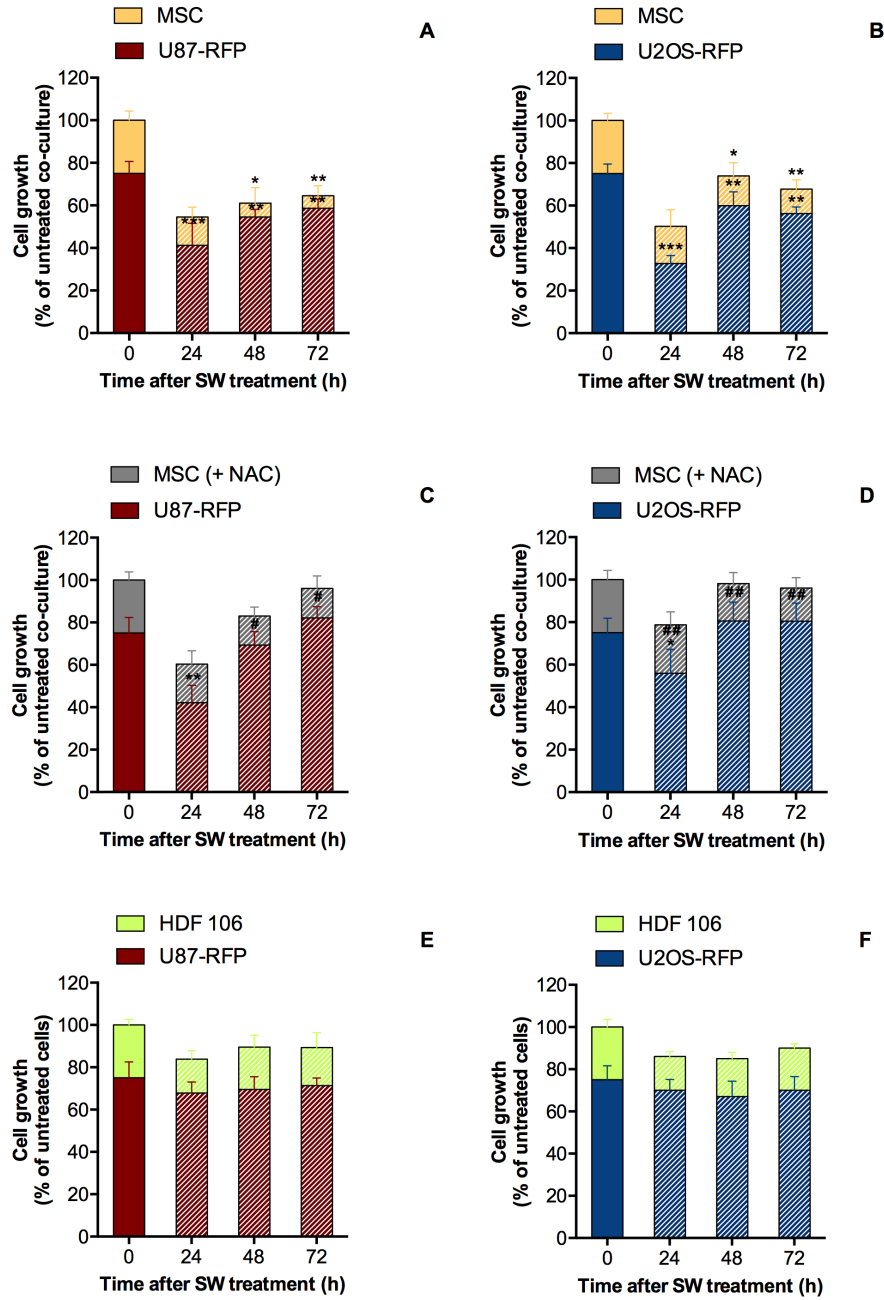 MSC
U87-RFP
A
120
100
80
60
40
20
0
Cell growth
(% of untreated co-culture)
***
*
**
**
**
0 24 48 72
Time after SW treatment (h)
MSC
U2OS-RFP
B
120
100
80
60
40
20
0
Cell growth
(% of untreated co-culture)
***
*
**
**
**
0 24 48 72
Time after SW treatment (h)
MSC (+ NAC)
U87-RFP
C
120
100
80
60
40
20
0
Cell growth
(% of untreated co-culture)
**
#
#
0 24 48 72
Time after SW treatment (h)
MSC (+ NAC)
U2OS-RFP
D
120
100
80
60
40
20
0
Cell growth
(% of untreated co-culture)
##
*
##
##
0 24 48 72
Time after SW treatment (h)
HDF 106
U87-RFP
E
120
100
80
60
40
20
0
Cell growth
(% of untreated cells)
0 24 48 72
Time after SW treatment (h)
HDF 106
U2OS-RFP
F
120
100
80
60
40
20
0
Cell growth
(% of untreated cells)
0 24 48 72
Time after SW treatment (h)